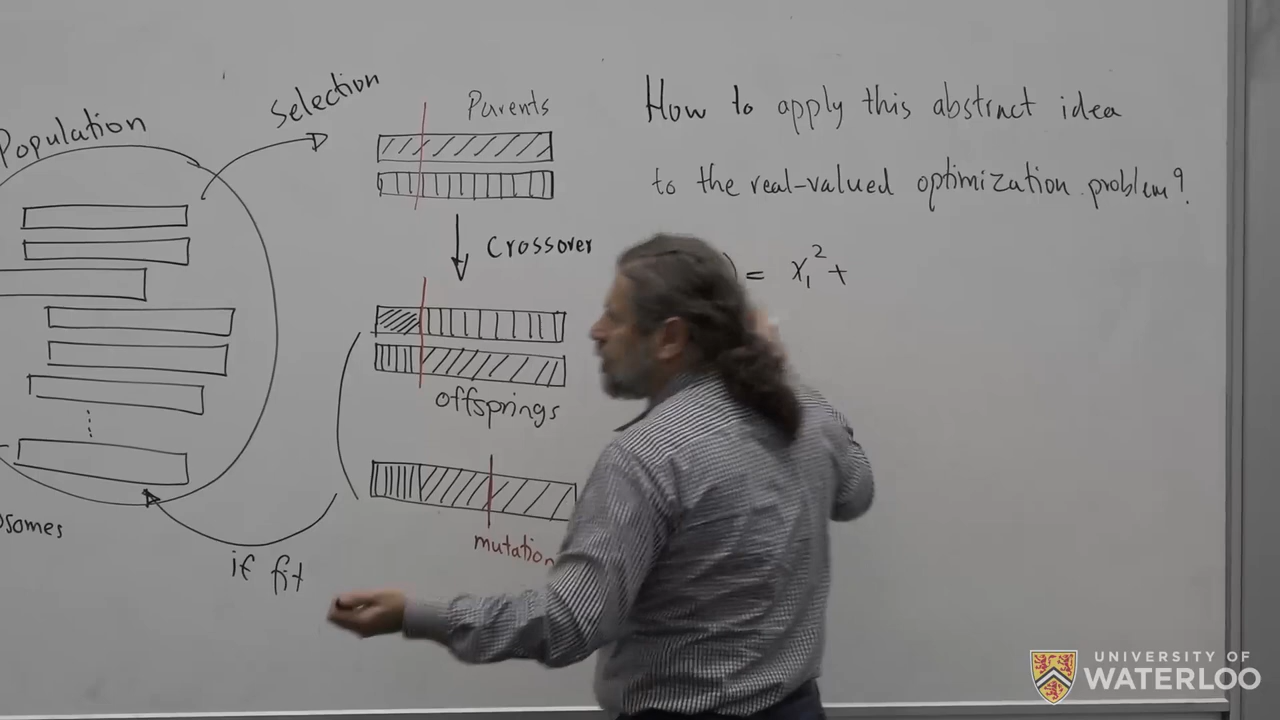 Population
Selection
Parents
Crossover
offsprings
mutation
if fit
How to apply this abstract idea
to the real-valued optimization problem?
) = x₁² +
UNIVERSITY OF
WATERLOO